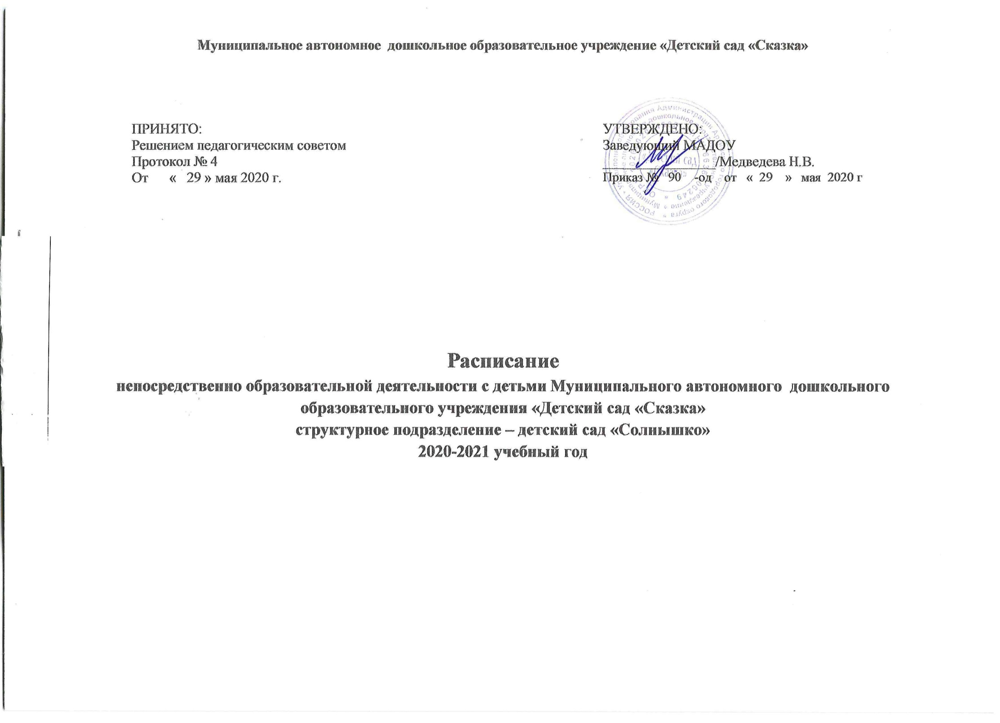 Муниципальное автономное дошкольное образовательное учреждение «Детский сад «Сказка»
ПРИНЯТО:
Решением педагогическим советом
Протокол № 4
От « 29 » мая 2020 г.
УТВЕРЖДЕНО:
Заведующий МАДОУ
/Медведева Н.В.
Приказ № 90 -од от « 29 » мая 2020 г
Расписание
непосредственно образовательной деятельности с детьми Муниципального автономного дошкольного
образовательного учреждения «Детский сад «Сказка»
структурное подразделение – детский сад «Солнышко»
2020-2021 учебный год